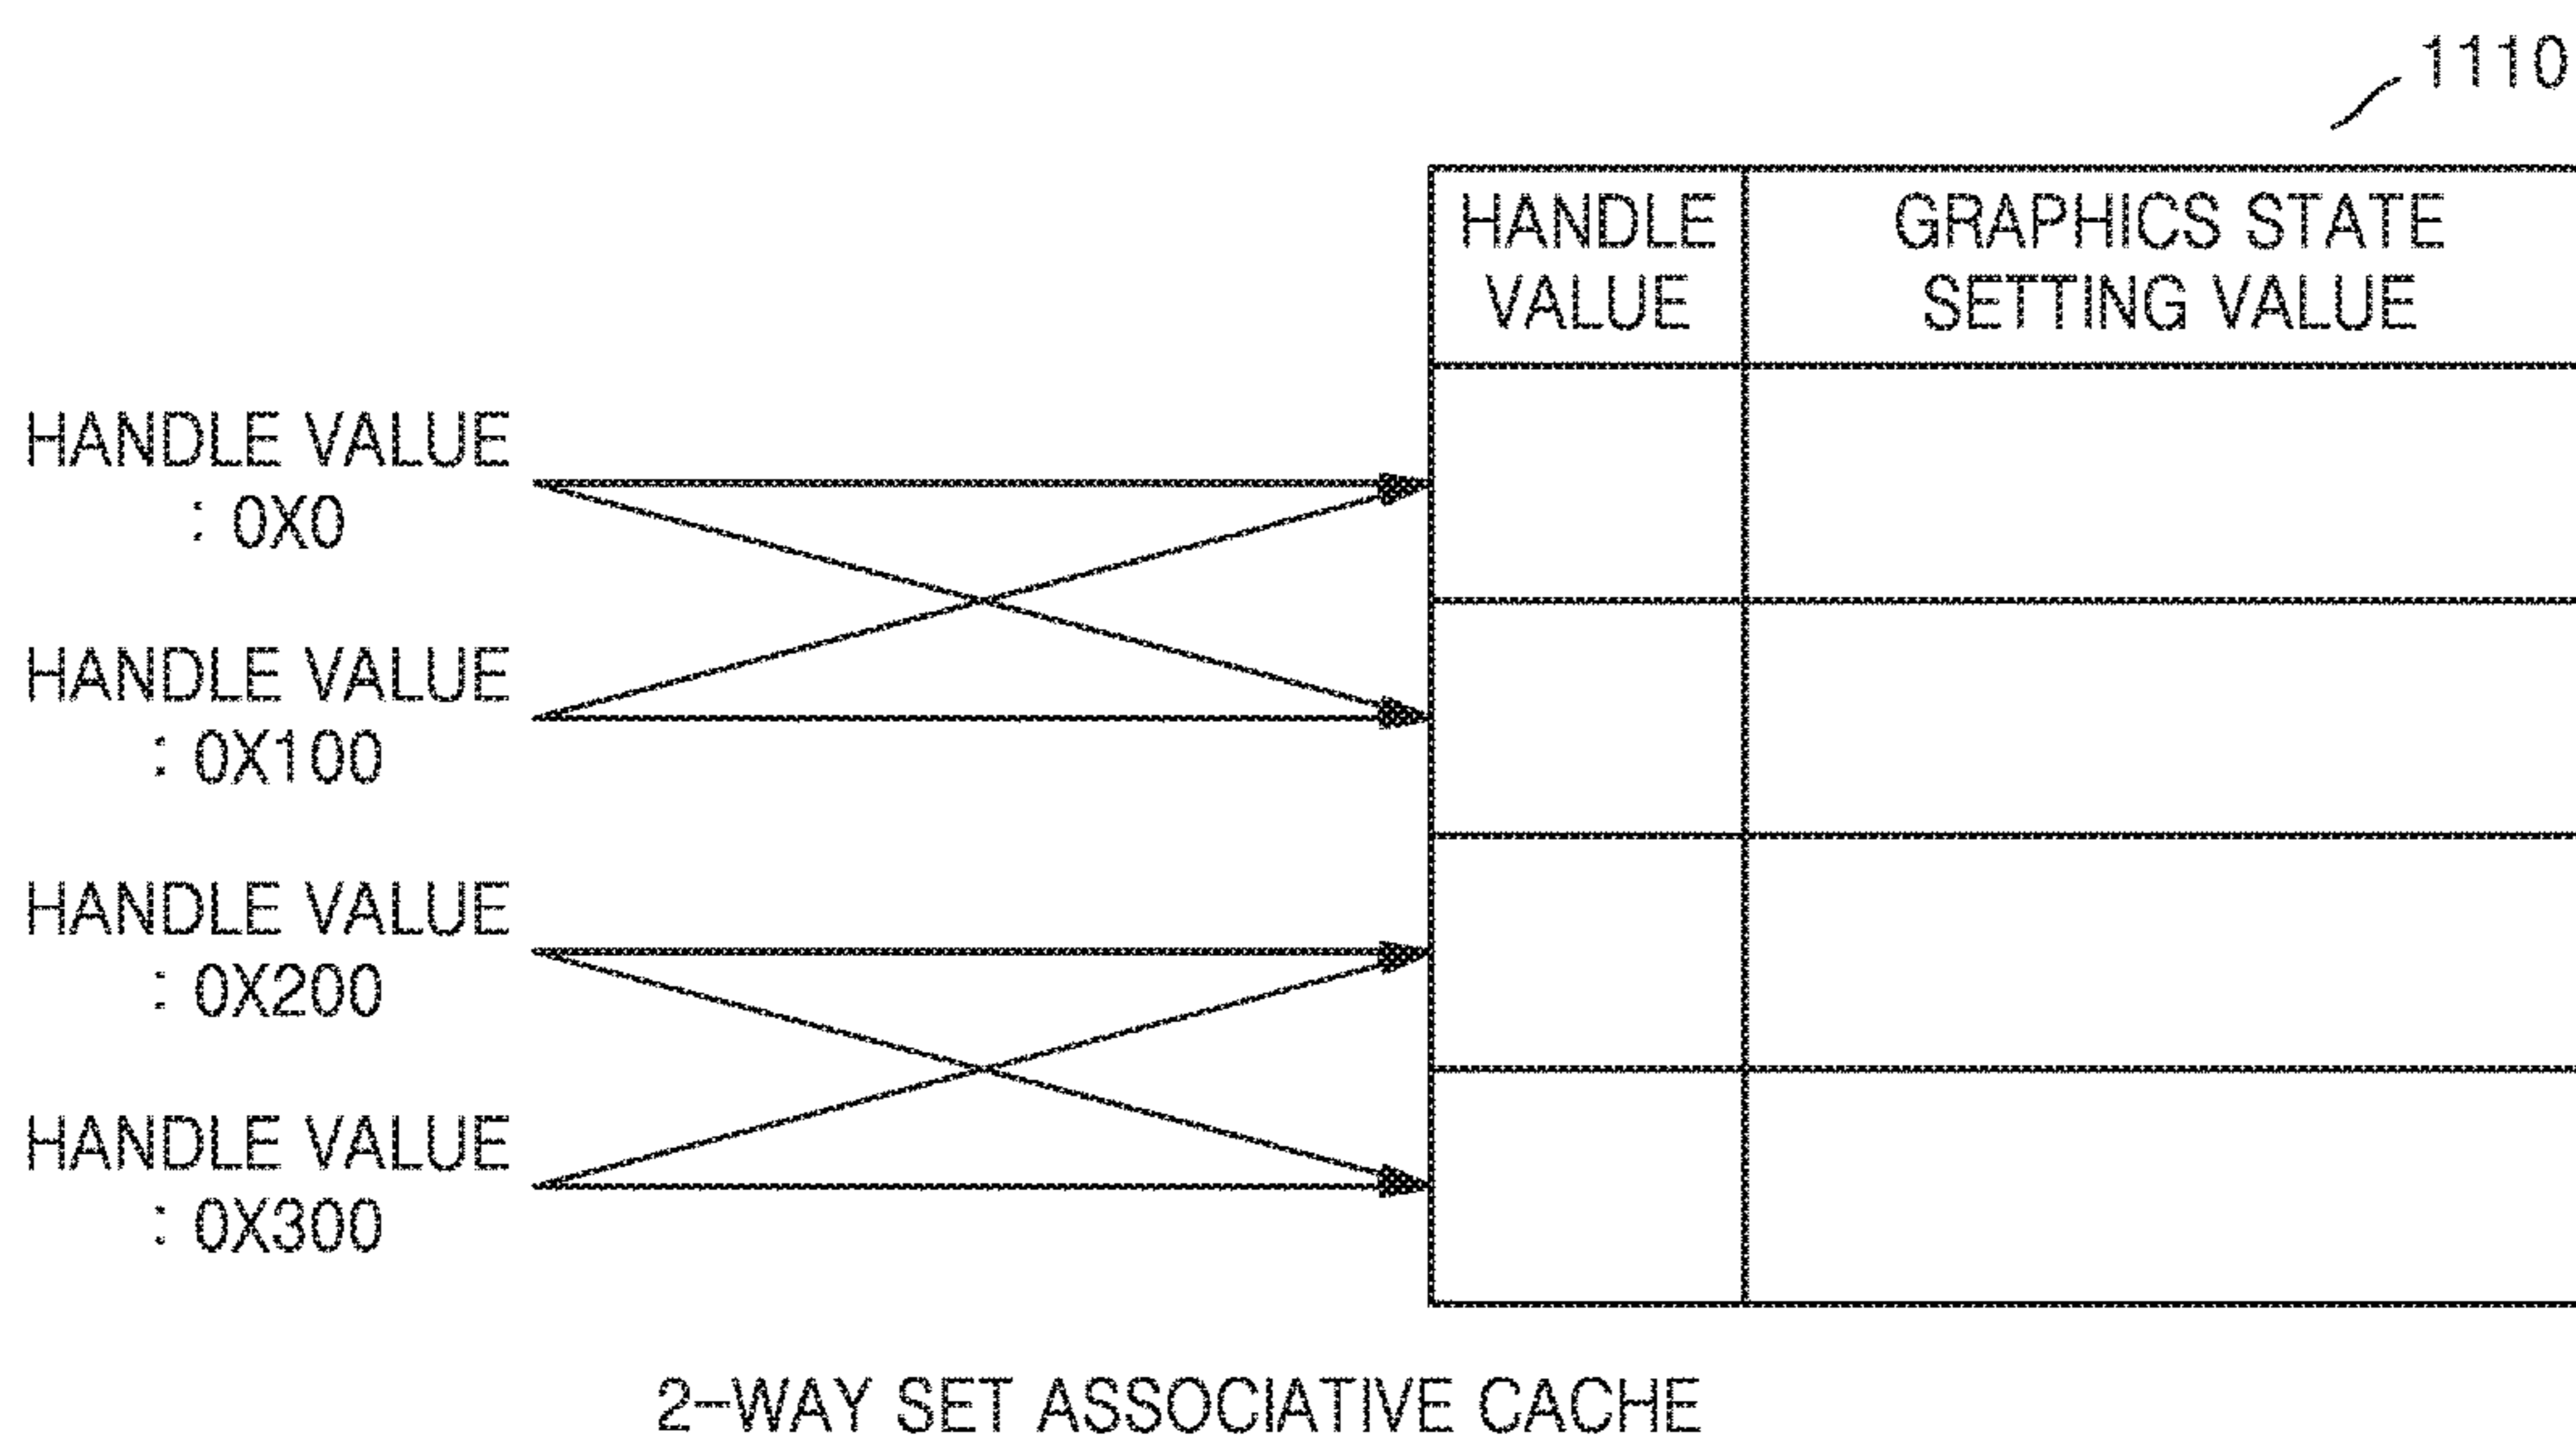 1110
HANDLE
VALUE
GRAPHICS STATE
SETTING VALUE
HANDLE VALUE
: 0X0
HANDLE VALUE
: 0X100
HANDLE VALUE
: 0X200
HANDLE VALUE
: 0X300
2-WAY SET ASSOCIATIVE CACHE